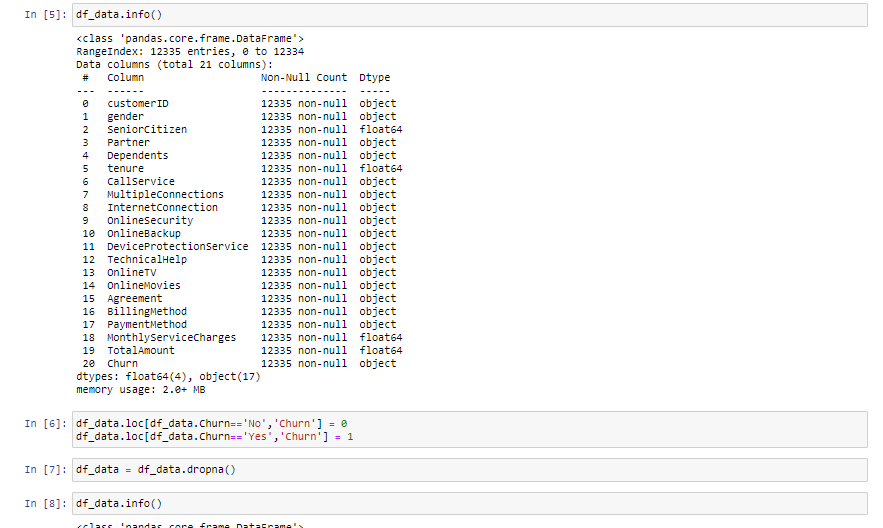 In [5]: df_data.info()
<class 'pandas.core.frame.DataFrame'>
RangeIndex: 12335 entries, 0 to 12334
Data columns (total 21 columns):
 #   Column                   Non-Null Count  Dtype
---  ------                   --------------  -----
 0   customerID               12335 non-null  object
 1   gender                   12335 non-null  object
 2   SeniorCitizen            12335 non-null  float64
 3   Partner                  12335 non-null  object
 4   Dependents               12335 non-null  object
 5   tenure                   12335 non-null  float64
 6   CallService              12335 non-null  object
 7   MultipleConnections      12335 non-null  object
 8   InternetConnection       12335 non-null  object
 9   OnlineSecurity           12335 non-null  object
 10  OnlineBackup             12335 non-null  object
 11  DeviceProtectionService  12335 non-null  object
 12  TechnicalHelp            12335 non-null  object
 13  OnlineTV                 12335 non-null  object
 14  OnlineMovies             12335 non-null  object
 15  Agreement                12335 non-null  object
 16  BillingMethod            12335 non-null  object
 17  PaymentMethod            12335 non-null  object
 18  MonthlyServiceCharges    12335 non-null  float64
 19  TotalAmount              12335 non-null  float64
 20  Churn                    12335 non-null  object
dtypes: float64(4), object(17)
memory usage: 2.0+ MB
In [6]: df_data.loc[df_data.Churn=='No','Churn'] = 0
df_data.loc[df_data.Churn=='Yes','Churn'] = 1
In [7]: df_data = df_data.dropna()
In [8]: df_data.info()
<class 'pandas.core.frame.DataFrame'>